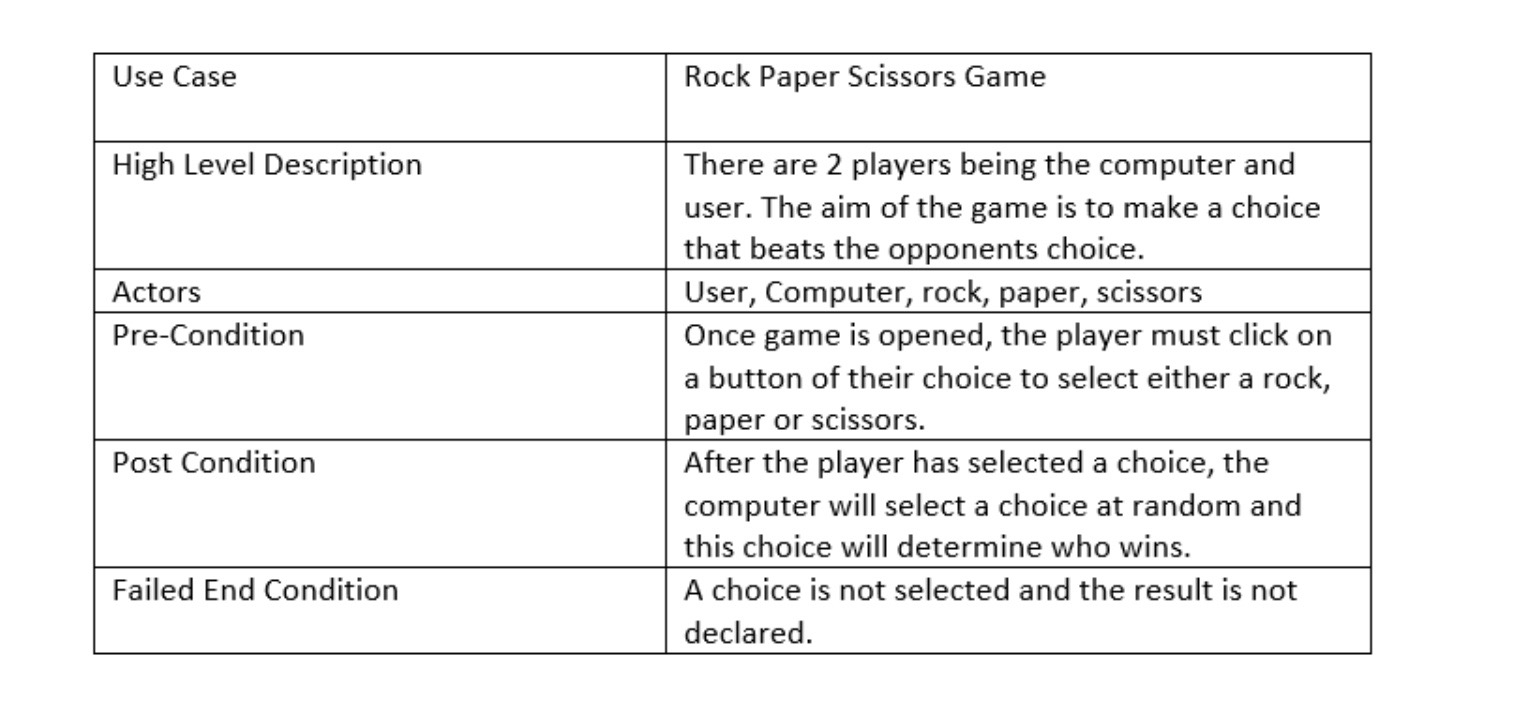 Use Case
Rock Paper Scissors Game
High Level Description
There are 2 players being the computer and
user. The aim of the game is to make a choice
that beats the opponents choice.
Actors
User, Computer, rock, paper, scissors
Pre-Condition
Once game is opened, the player must click on
a button of their choice to select either a rock,
paper or scissors.
Post Condition
After the player has selected a choice, the
computer will select a choice at random and
this choice will determine who wins.
Failed End Condition
A choice is not selected and the result is not
declared.